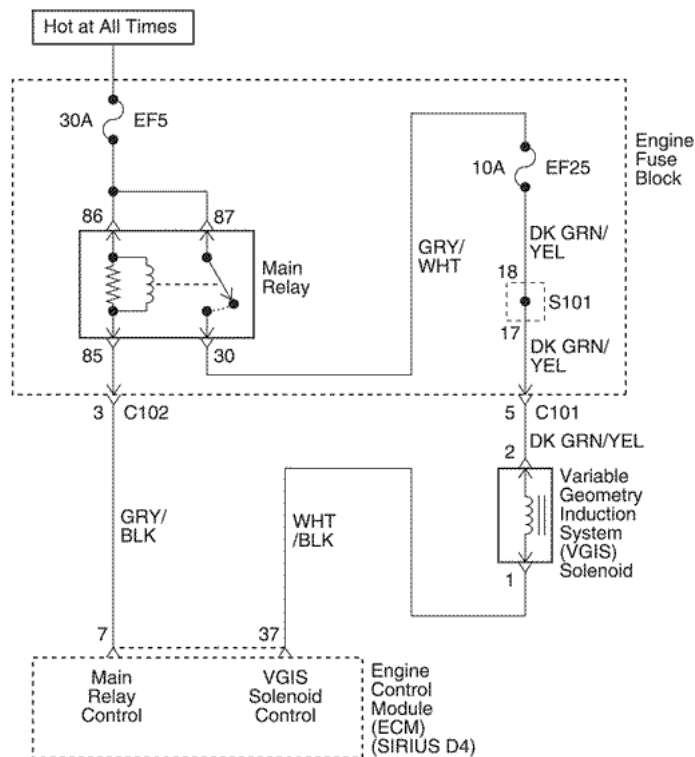 Hot at All Times
30A EF5
Engine
Fuse
Block
10A EF25
86 87
GRY/
WHT
DK GRN/
YEL
Main
Relay
18
S101
17
DK GRN/
YEL
85 30
3 C102
5 C101
2 DK GRN/YEL
Variable
Geometry
Induction
System
(VGIS)
Solenoid
GRY/
BLK
WHT
/BLK
1
7 37
Main
Relay
Control
VGIS
Solenoid
Control
Engine
Control
Module
(ECM)
(SIRIUS D4)